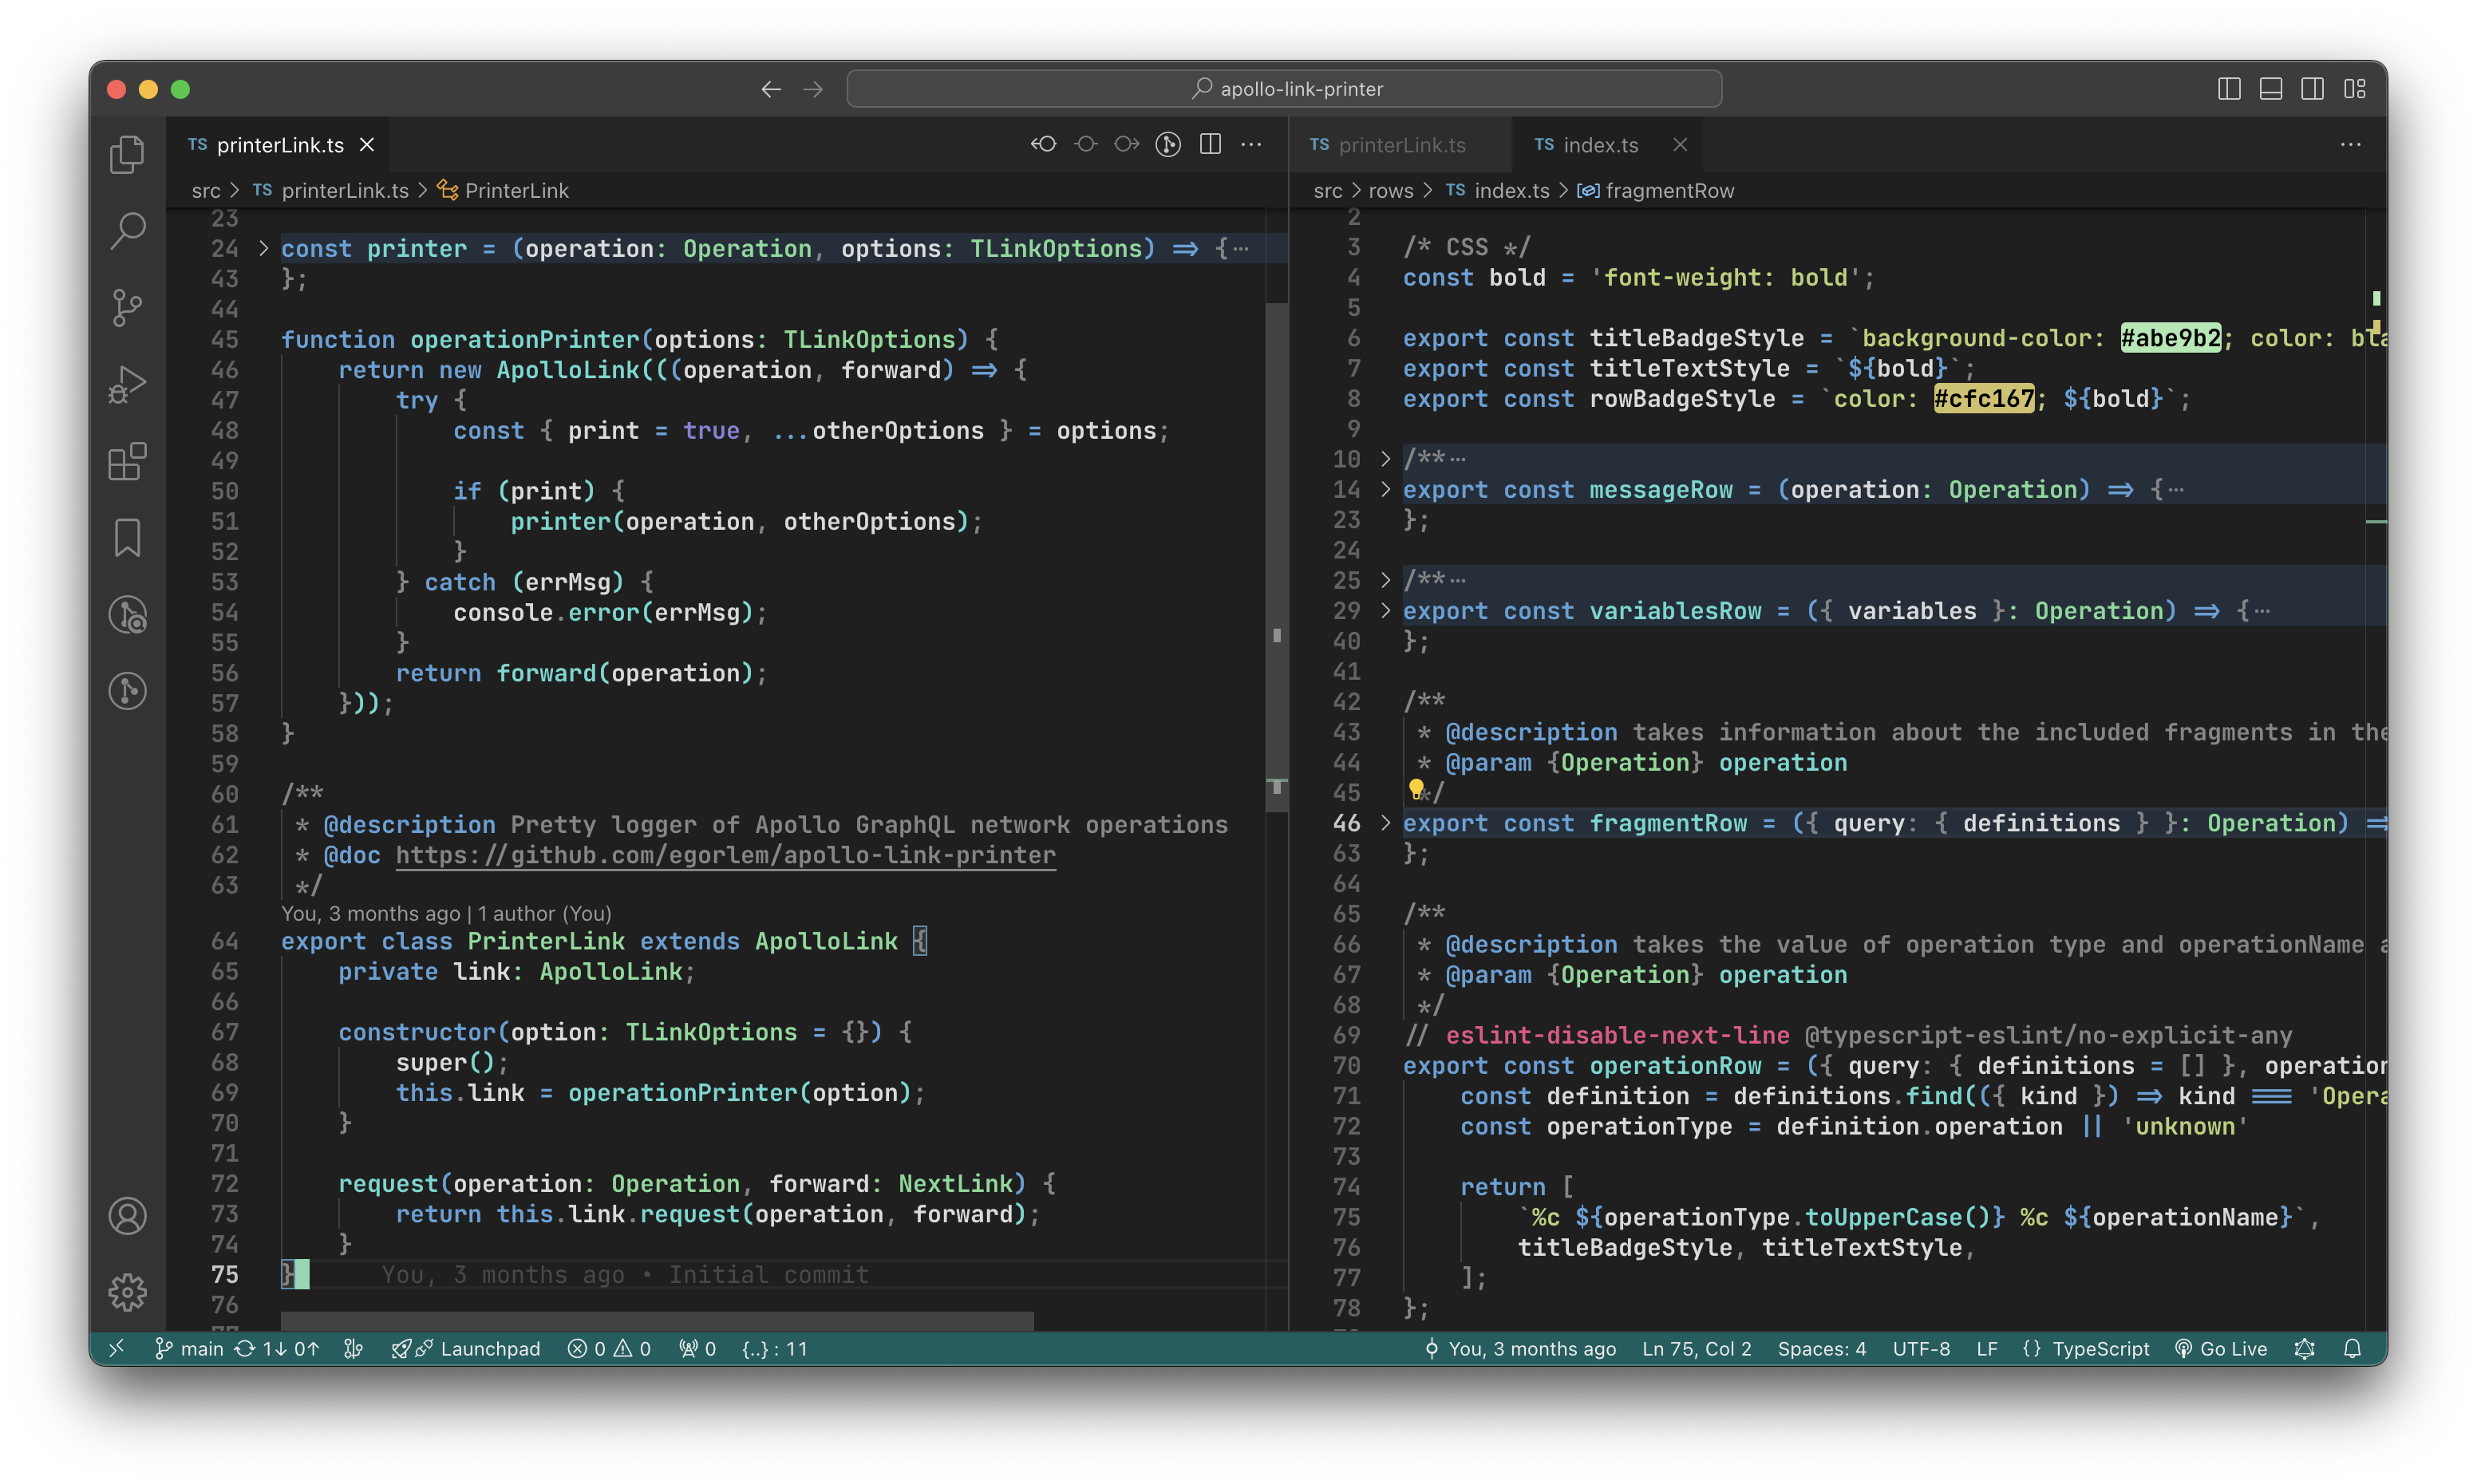 apollo-link-printer
TS printerLink.ts
src > TS printerLink.ts > PrinterLink
23
24 const printer = (operation: Operation, options: TLinkOptions) => {…
43 };
44
45 function operationPrinter(options: TLinkOptions) {
46     return new ApolloLink(((operation, forward) => {
47         try {
48             const { print = true, ...otherOptions } = options;
49
50             if (print) {
51                 printer(operation, otherOptions);
52             }
53         } catch (errMsg) {
54             console.error(errMsg);
55         }
56         return forward(operation);
57     }));
58 }
59
60 /**
61  * @description Pretty logger of Apollo GraphQL network operations
62  * @doc https://github.com/egorlem/apollo-link-printer
63  */
You, 3 months ago | 1 author (You)
64 export class PrinterLink extends ApolloLink {
65     private link: ApolloLink;
66
67     constructor(option: TLinkOptions = {}) {
68         super();
69         this.link = operationPrinter(option);
70     }
71
72     request(operation: Operation, forward: NextLink) {
73         return this.link.request(operation, forward);
74     }
75 } You, 3 months ago • Initial commit
76
TS printerLink.ts TS index.ts
src > rows > TS index.ts > fragmentRow
2
3 /* CSS */
4 const bold = 'font-weight: bold';
5
6 export const titleBadgeStyle = `background-color: #abe9b2; color: bla
7 export const titleTextStyle = `${bold}`;
8 export const rowBadgeStyle = `color: #cfc167; ${bold}`;
9
10 /**…
14 export const messageRow = (operation: Operation) => {…
23 };
24
25 /**…
29 export const variablesRow = ({ variables }: Operation) => {…
40 };
41
42 /**
43  * @description takes information about the included fragments in the
44  * @param {Operation} operation
45  */
46 export const fragmentRow = ({ query: { definitions } }: Operation) =>
63 };
64
65 /**
66  * @description takes the value of operation type and operationName a
67  * @param {Operation} operation
68  */
69 // eslint-disable-next-line @typescript-eslint/no-explicit-any
70 export const operationRow = ({ query: { definitions = [] }, operation
71     const definition = definitions.find(({ kind }) => kind === 'Opera
72     const operationType = definition.operation || 'unknown'
73
74     return [
75         `%c ${operationType.toUpperCase()} %c ${operationName}`,
76         titleBadgeStyle, titleTextStyle,
77     ];
78 };
main 1↓ 0↑ Launchpad 0 0 0 {..} : 11 You, 3 months ago Ln 75, Col 2 Spaces: 4 UTF-8 LF {} TypeScript Go Live